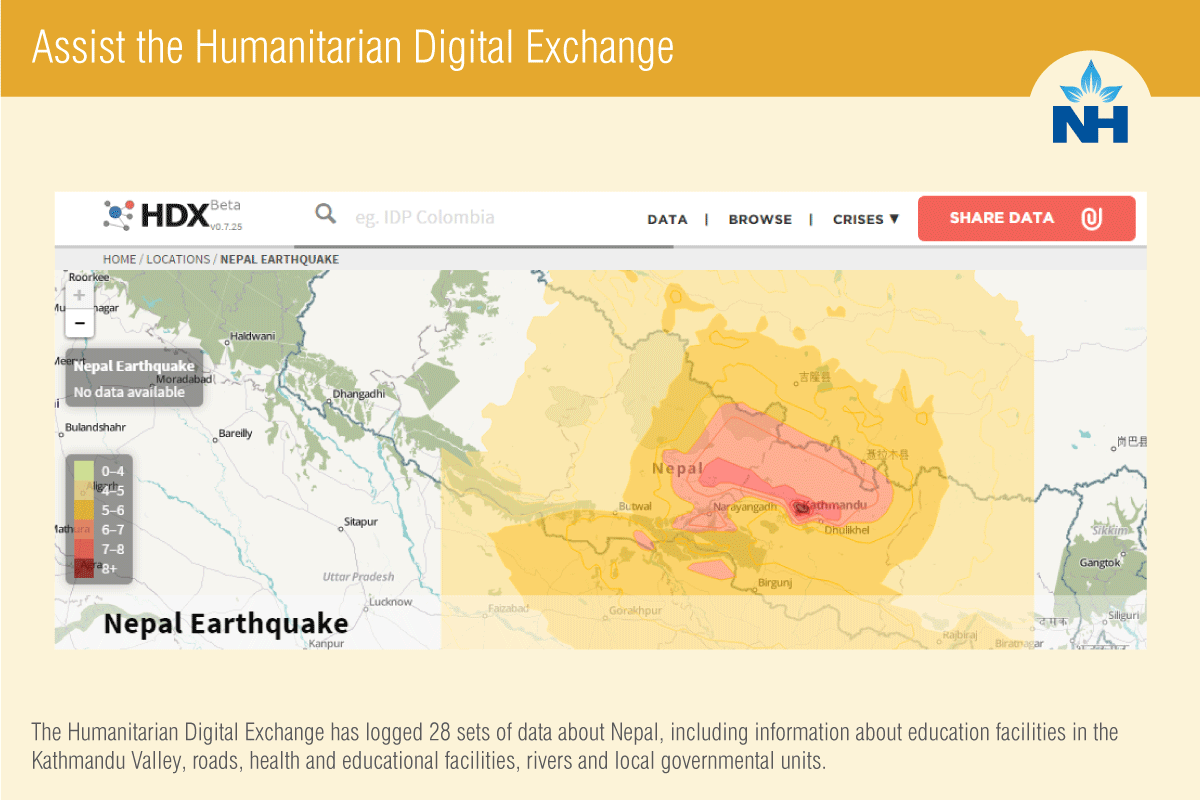 Assist the Humanitarian Digital Exchange
NH
HDX Beta
v0.7.25
eg. IDP Colombia
DATA | BROWSE | CRISES ▼
SHARE DATA
HOME / LOCATIONS / NEPAL EARTHQUAKE
Roorkee
+
−
Haldwani
Nepal Earthquake
No data available
Moradabad
Dhangadhi
吉隆县
Bulandshahr
Bareilly
岗巴县
聂拉木县
Nepal
0–4
4–5
5–6
6–7
7–8
8+
Butwal
Narayangadh
Kathmandu
Dhulikhel
Sitapur
Sikkim
Gangtok
Uttar Pradesh
Birgunj
Lucknow
Faizabad
Gorakhpur
Siliguri
Nepal Earthquake
Kanpur
Rajbiraj
Biratnagar
The Humanitarian Digital Exchange has logged 28 sets of data about Nepal, including information about education facilities in the
Kathmandu Valley, roads, health and educational facilities, rivers and local governmental units.